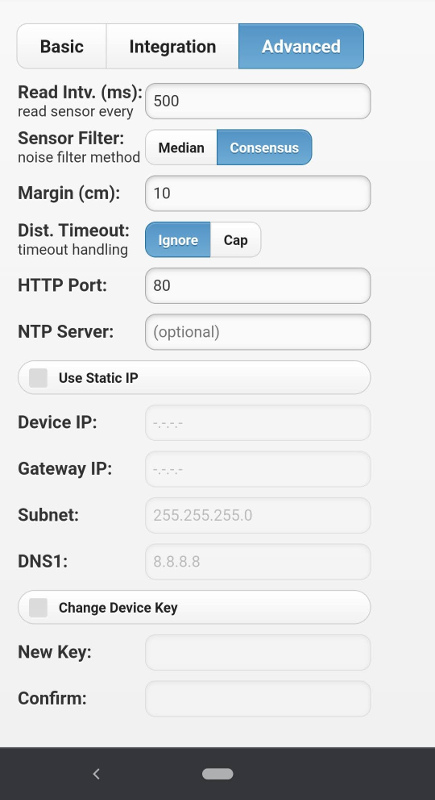 Basic Integration Advanced
Read Intv. (ms): 500
read sensor every
Sensor Filter: Median Consensus
noise filter method
Margin (cm): 10
Dist. Timeout: Ignore Cap
timeout handling
HTTP Port: 80
NTP Server: (optional)
Use Static IP
Device IP: -.-.-.-
Gateway IP: -.-.-.-
Subnet: 255.255.255.0
DNS1: 8.8.8.8
Change Device Key
New Key:
Confirm: